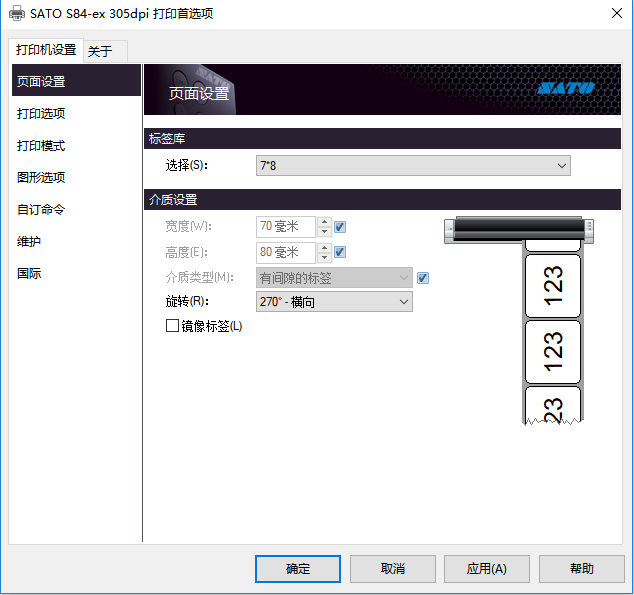 SATO S84-ex 305dpi 打印首选项
打印机设置 关于
页面设置
打印选项
打印模式
图形选项
自订命令
维护
国际
页面设置 SATO
标签库
选择(S): 7*8
介质设置
宽度(W): 70 毫米
高度(E): 80 毫米
介质类型(M): 有间隙的标签
旋转(R): 270° - 横向
镜像标签(L)
123
123
23
确定 取消 应用(A) 帮助